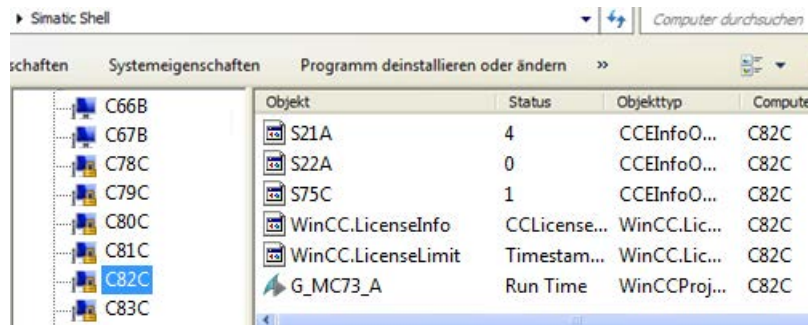 Simatic Shell
Computer durchsuchen
schaften Systemeigenschaften Programm deinstallieren oder ändern »
C66B
C67B
C78C
C79C
C80C
C81C
C82C
C83C
Objekt Status Objekttyp Compute
S21A 4 CCEInfoO... C82C
S22A 0 CCEInfoO... C82C
S75C 1 CCEInfoO... C82C
WinCC.LicenseInfo CCLicense... WinCC.Lic... C82C
WinCC.LicenseLimit Timestam... WinCC.Lic... C82C
G_MC73_A Run Time WinCCProj... C82C